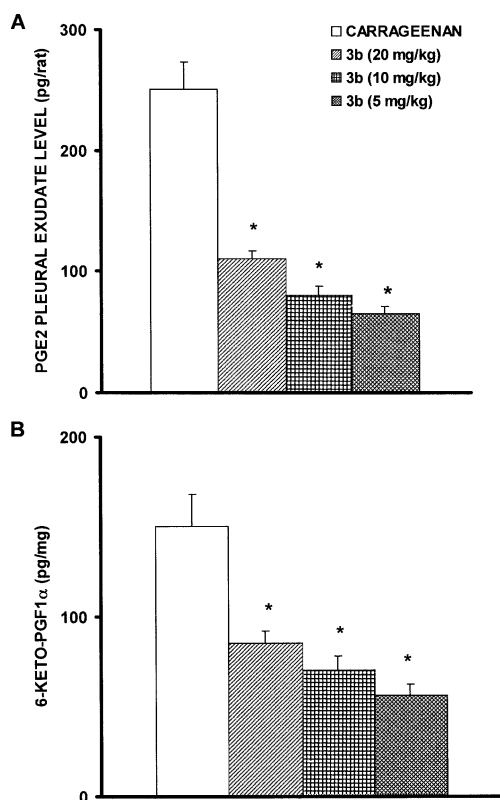 A
300
CARRAGEENAN
3b (20 mg/kg)
3b (10 mg/kg)
3b (5 mg/kg)
200
100
0
PGE2 PLEURAL EXUDATE LEVEL (pg/rat)
*
*
*
B
200
100
0
6-KETO-PGF1α (pg/mg)
*
*
*